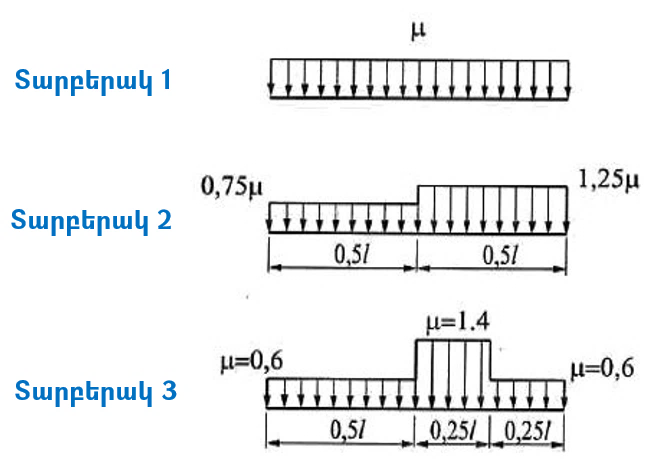 μ
Տարբերակ 1
0,75μ
1,25μ
Տարբերակ 2
0,5l
0,5l
μ=1.4
μ=0,6
μ=0,6
Տարբերակ 3
0,5l
0,25l
0,25l